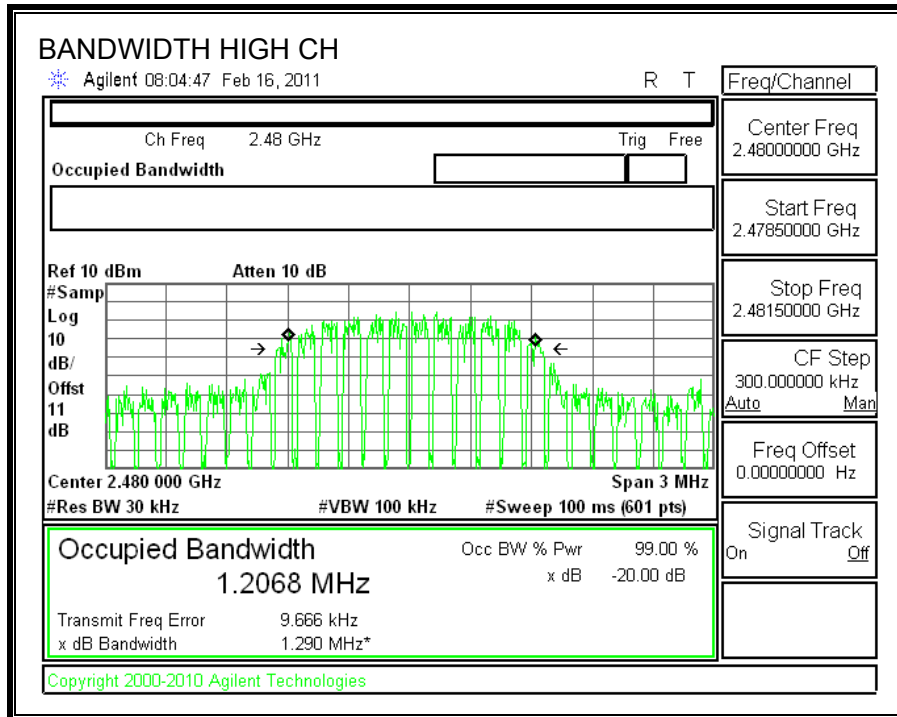 BANDWIDTH HIGH CH
Agilent 08:04:47 Feb 16, 2011 R T
Freq/Channel
Ch Freq 2.48 GHz Trig Free
Occupied Bandwidth
Center Freq
2.48000000 GHz
Start Freq
2.47850000 GHz
Stop Freq
2.48150000 GHz
CF Step
300.000000 kHz
Auto Man
Freq Offset
0.00000000 Hz
Signal Track
On Off
Ref 10 dBm Atten 10 dB
#Samp
Log
10
dB/
Offst
11
dB
Center 2.480 000 GHz Span 3 MHz
#Res BW 30 kHz #VBW 100 kHz #Sweep 100 ms (601 pts)
Occupied Bandwidth
1.2068 MHz
Occ BW % Pwr 99.00 %
x dB -20.00 dB
Transmit Freq Error 9.666 kHz
x dB Bandwidth 1.290 MHz*
Copyright 2000-2010 Agilent Technologies